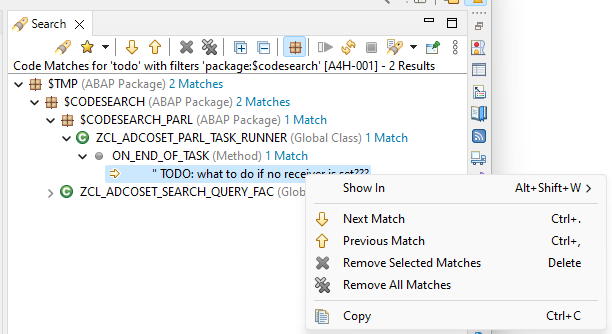 Search
Code Matches for 'todo' with filters 'package:$codesearch' [A4H-001] - 2 Results
$TMP (ABAP Package) 2 Matches
$CODESEARCH (ABAP Package) 2 Matches
$CODESEARCH_PARL (ABAP Package) 1 Match
ZCL_ADCOSET_PARL_TASK_RUNNER (Global Class) 1 Match
ON_END_OF_TASK (Method) 1 Match
" TODO: what to do if no receiver is set???
ZCL_ADCOSET_SEARCH_QUERY_FAC
Show In Alt+Shift+W
Next Match Ctrl+.
Previous Match Ctrl+,
Remove Selected Matches Delete
Remove All Matches
Copy Ctrl+C